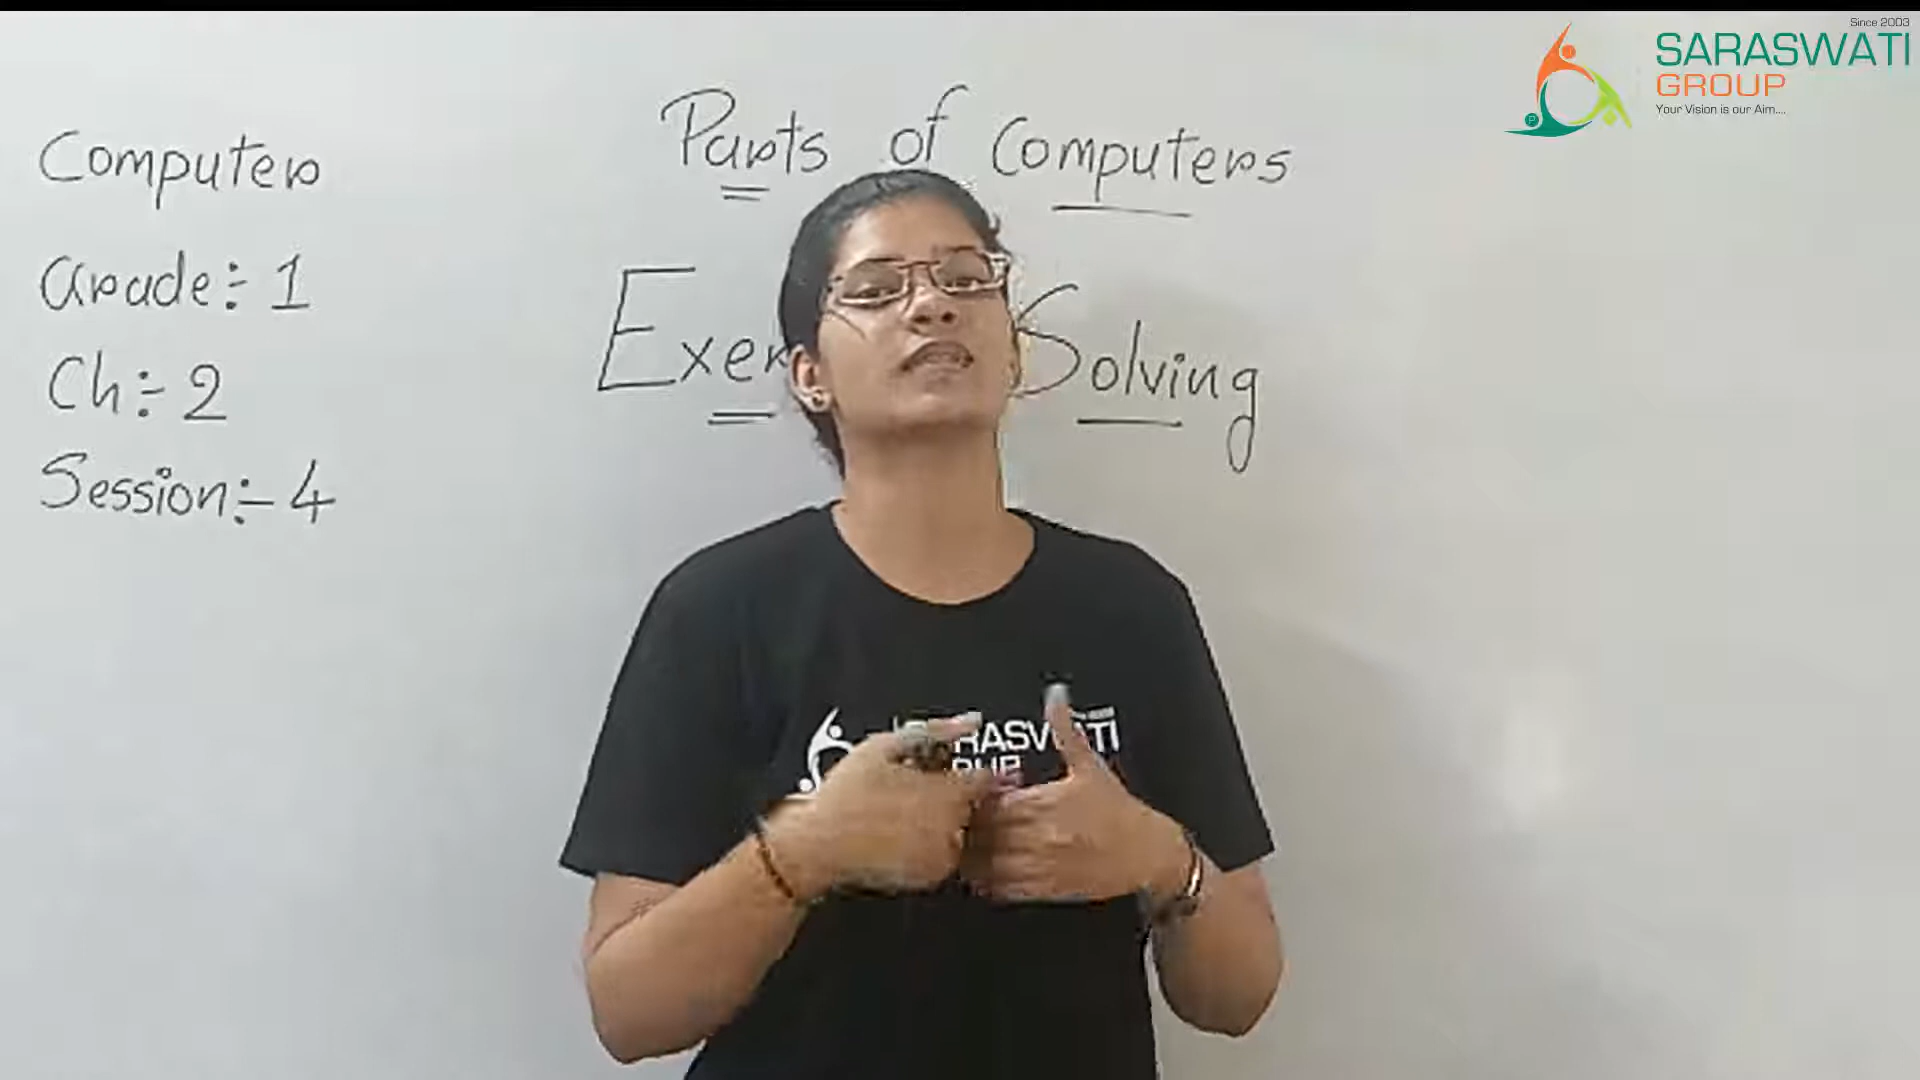 Since 2003
SARASWATI
GROUP
Your Vision is our Aim....
Parts of Computers
Solving
Computer
Grade:- 1
Ch:- 2
Session:- 4